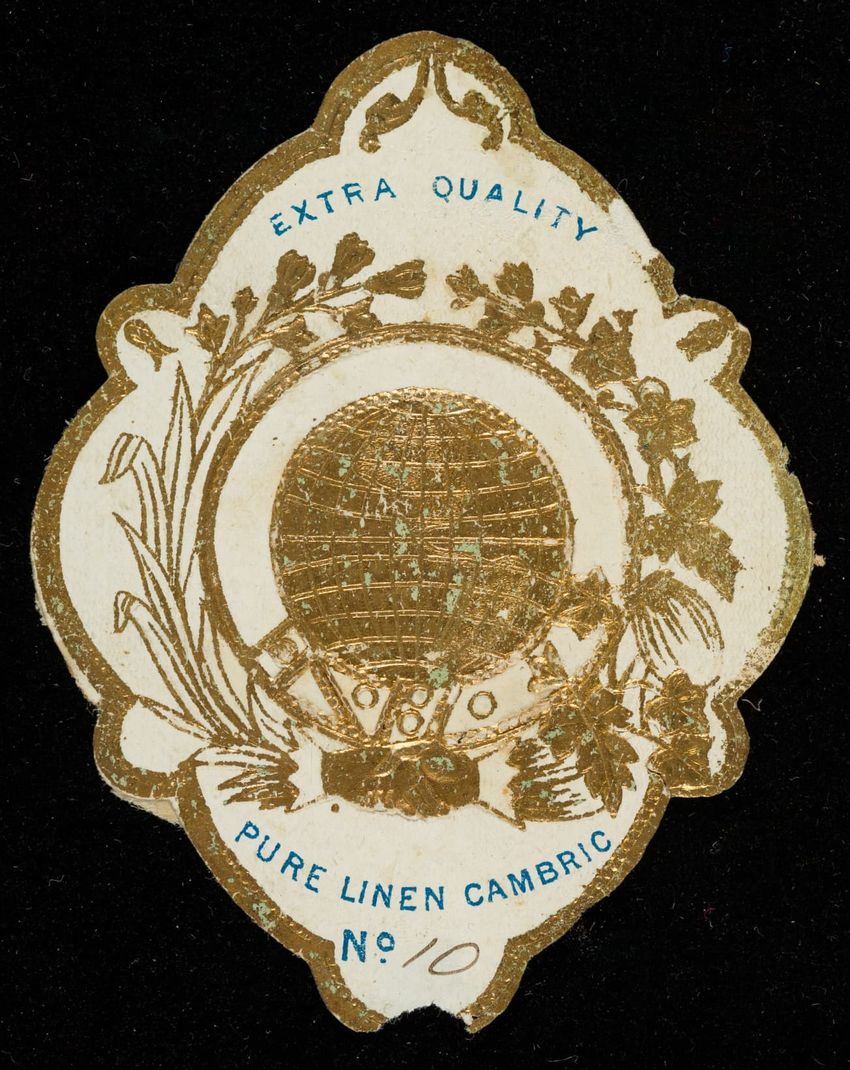 EXTRA QUALITY
PURE LINEN CAMBRIC
Nº 10